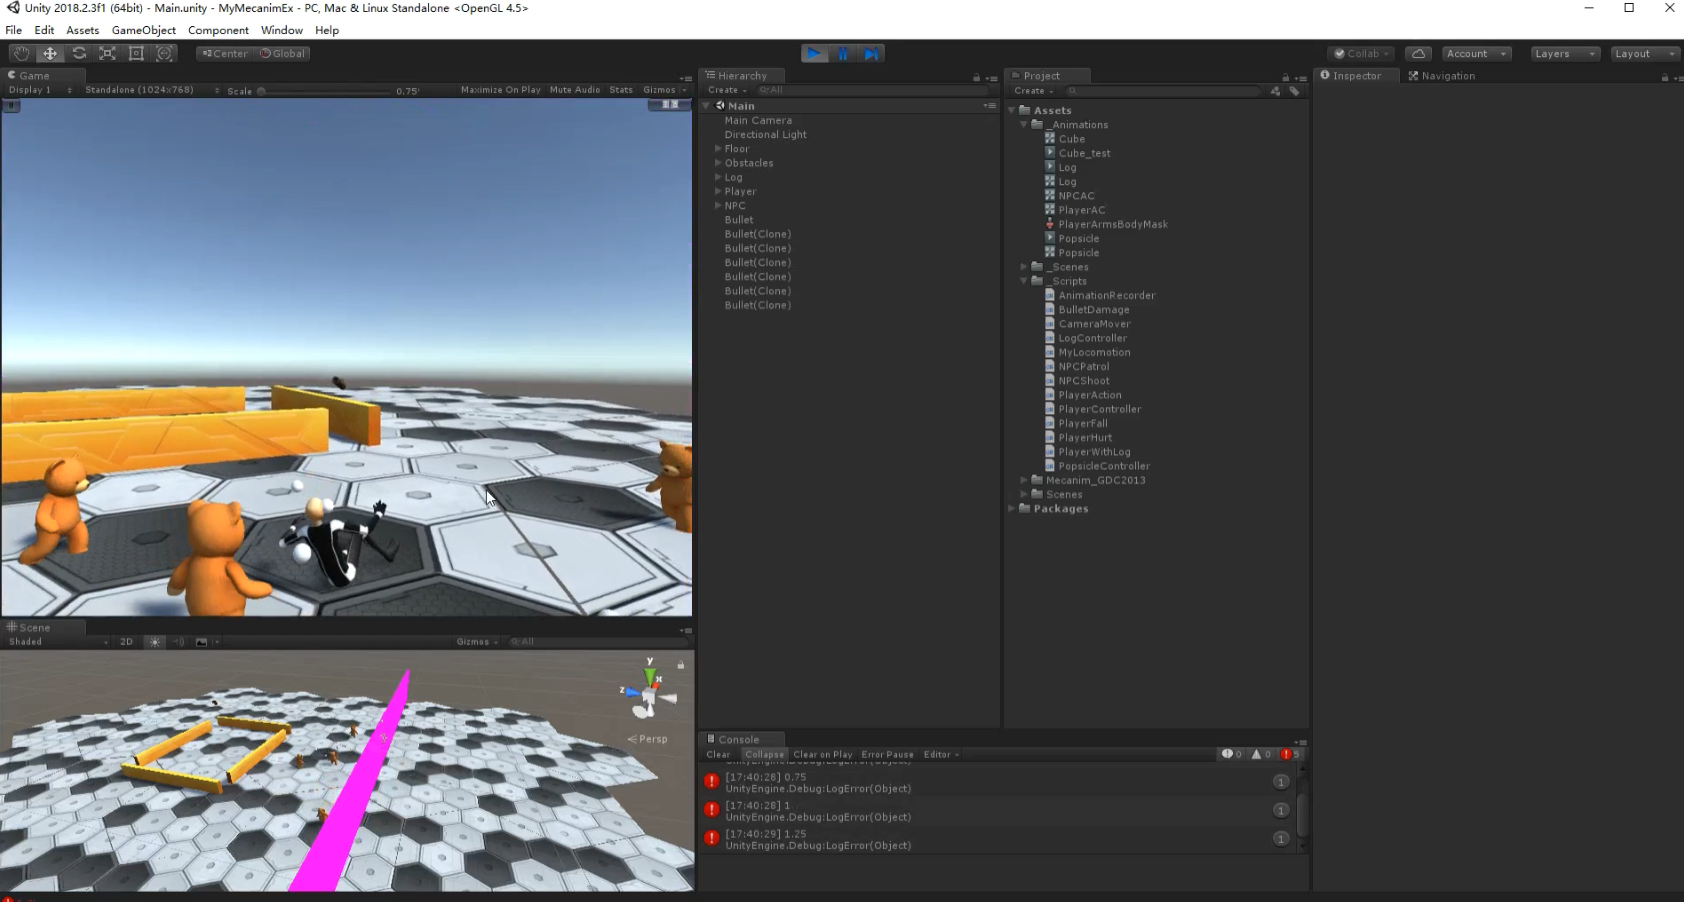 Unity 2018.2.3f1 (64bit) - Main.unity - MyMecanimEx - PC, Mac & Linux Standalone <OpenGL 4.5>
File Edit Assets GameObject Component Window Help
Center Global
Collab Account Layers Layout
Game
Display 1 Standalone (1024x768) Scale 0.75 Maximize On Play Mute Audio Stats Gizmos
Hierarchy
Create All
Main
Main Camera
Directional Light
Floor
Obstacles
Log
Player
NPC
Bullet
Bullet(Clone)
Bullet(Clone)
Bullet(Clone)
Bullet(Clone)
Bullet(Clone)
Bullet(Clone)
Project
Create
Assets
_Animations
Cube
Cube_test
Log
Log
NPCAC
PlayerAC
PlayerArmsBodyMask
Popsicle
Popsicle
_Scenes
_Scripts
AnimationRecorder
BulletDamage
CameraMover
LogController
MyLocomotion
NPCPatrol
NPCShoot
PlayerAction
PlayerController
PlayerFall
PlayerHurt
PlayerWithLog
PopsicleController
Mecanim_GDC2013
Scenes
Packages
Inspector Navigation
Scene
Shaded 2D Gizmos All
y
x
z
Persp
Console
Clear Collapse Clear on Play Error Pause Editor 0 0 5
UnityEngine.Debug:LogError(Object)
[17:40:28] 0.75 1
UnityEngine.Debug:LogError(Object)
[17:40:28] 1 1
UnityEngine.Debug:LogError(Object)
[17:40:29] 1.25 1
UnityEngine.Debug:LogError(Object)